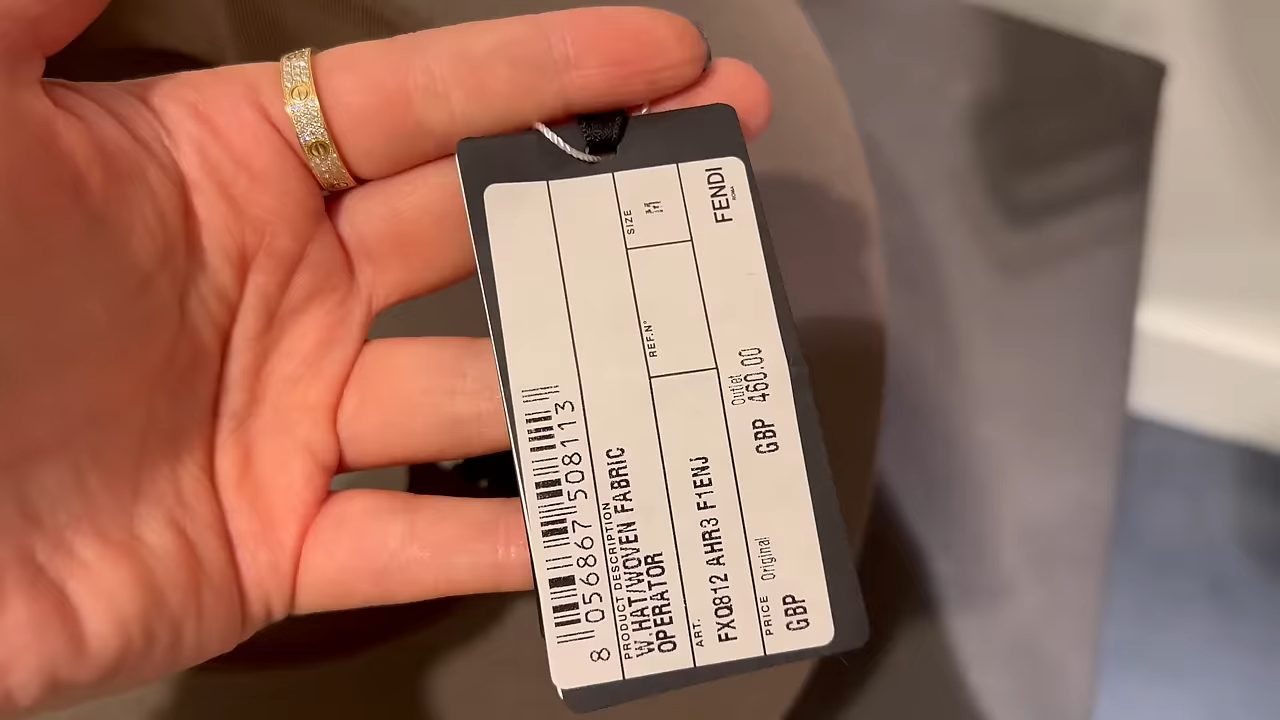 FENDI
ROMA
SIZE
M
REF.N°
8 056867 508113
PRODUCT DESCRIPTION
W.HAT/WOVEN FABRIC
OPERATOR
ART.
FXQ812 AHR3 F1ENJ
PRICE Original Outlet
GBP GBP 460.00